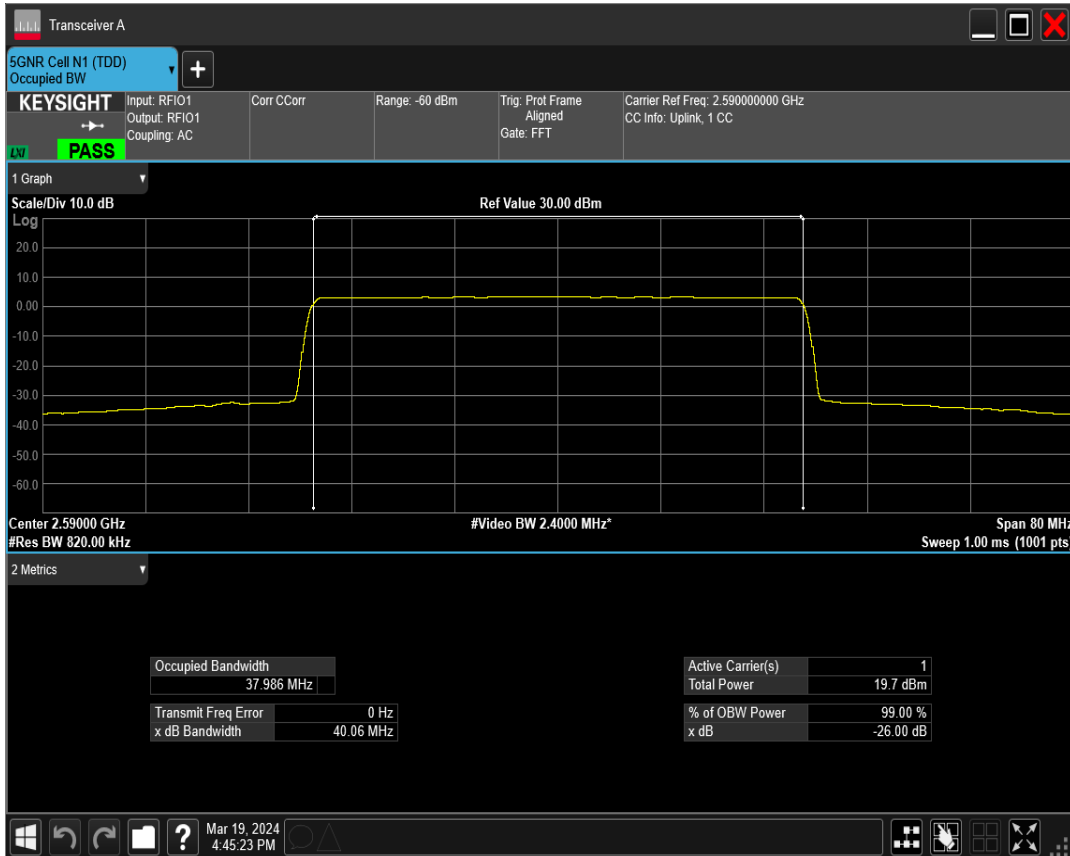 Transceiver A
5GNR Cell N1 (TDD)
Occupied BW
+
KEYSIGHT
LXI
PASS
Input: RFIO1
Output: RFIO1
Coupling: AC
Corr CCorr
Range: -60 dBm
Trig: Prot Frame
Aligned
Gate: FFT
Carrier Ref Freq: 2.590000000 GHz
CC Info: Uplink, 1 CC
1 Graph
Scale/Div 10.0 dB
Ref Value 30.00 dBm
Log
20.0
10.0
0.00
-10.0
-20.0
-30.0
-40.0
-50.0
-60.0
Center 2.59000 GHz
#Video BW 2.4000 MHz*
Span 80 MHz
#Res BW 820.00 kHz
Sweep 1.00 ms (1001 pts)
2 Metrics
Occupied Bandwidth
37.986 MHz
Transmit Freq Error 0 Hz
x dB Bandwidth 40.06 MHz
Active Carrier(s) 1
Total Power 19.7 dBm
% of OBW Power 99.00 %
x dB -26.00 dB
?
Mar 19, 2024
4:45:23 PM